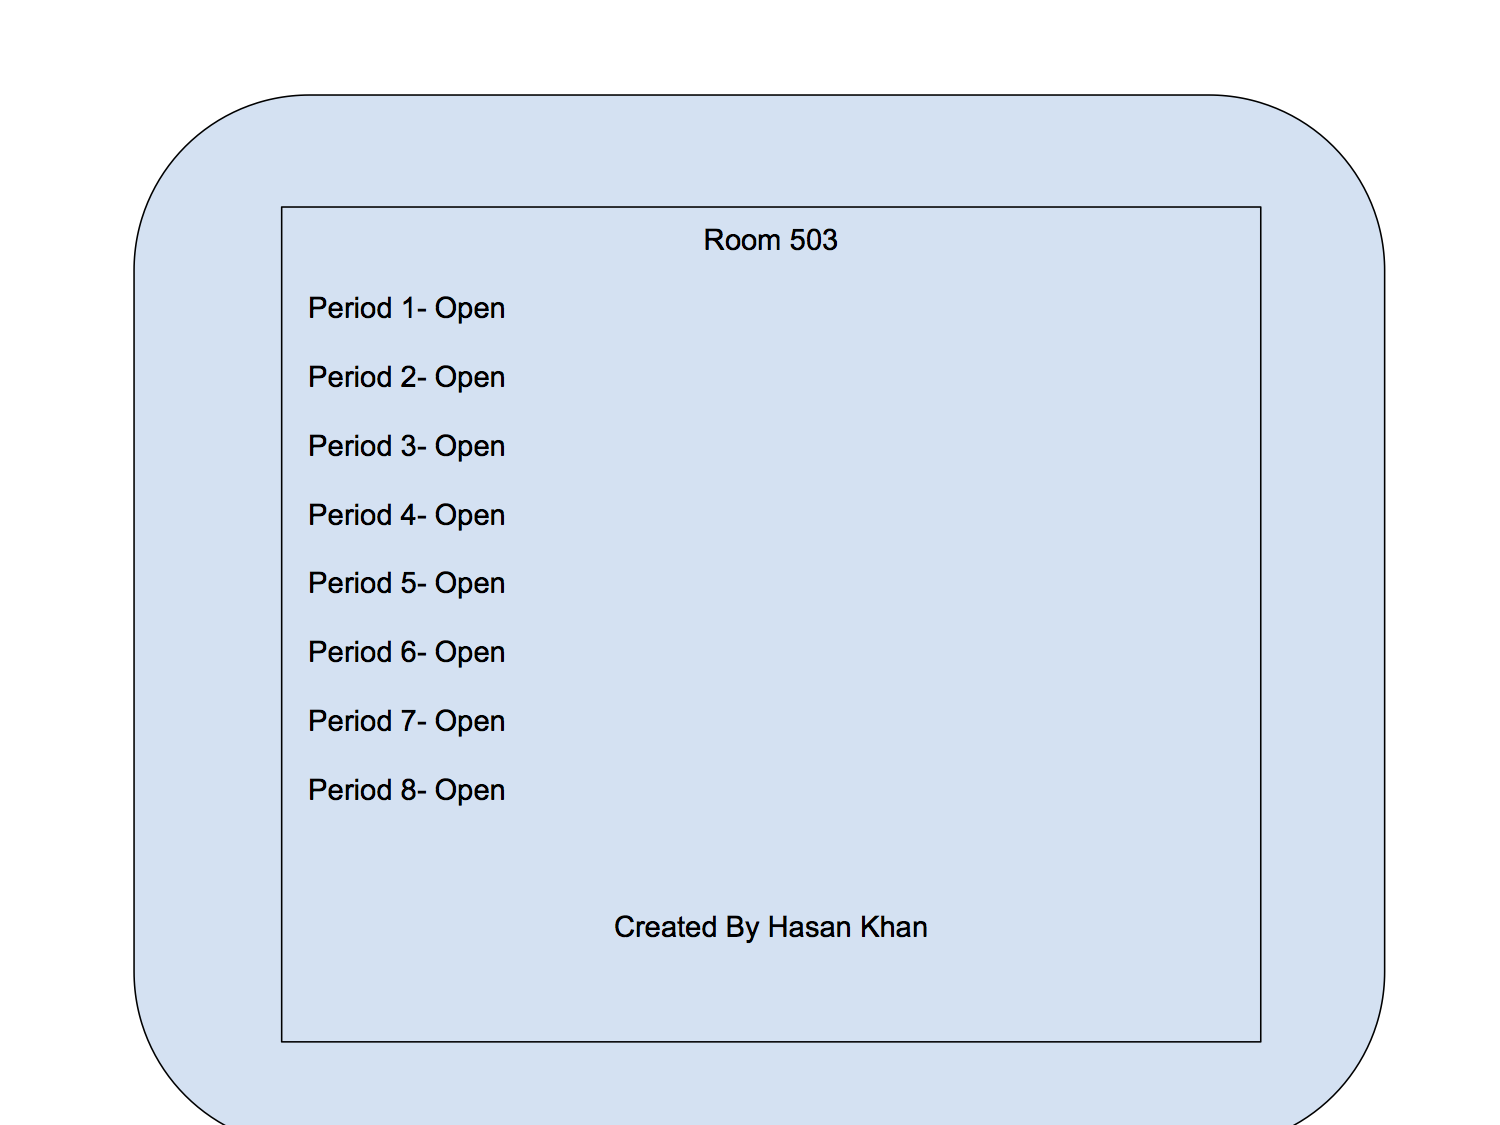 Room 503
Period 1- Open
Period 2- Open
Period 3- Open
Period 4- Open
Period 5- Open
Period 6- Open
Period 7- Open
Period 8- Open
Created By Hasan Khan